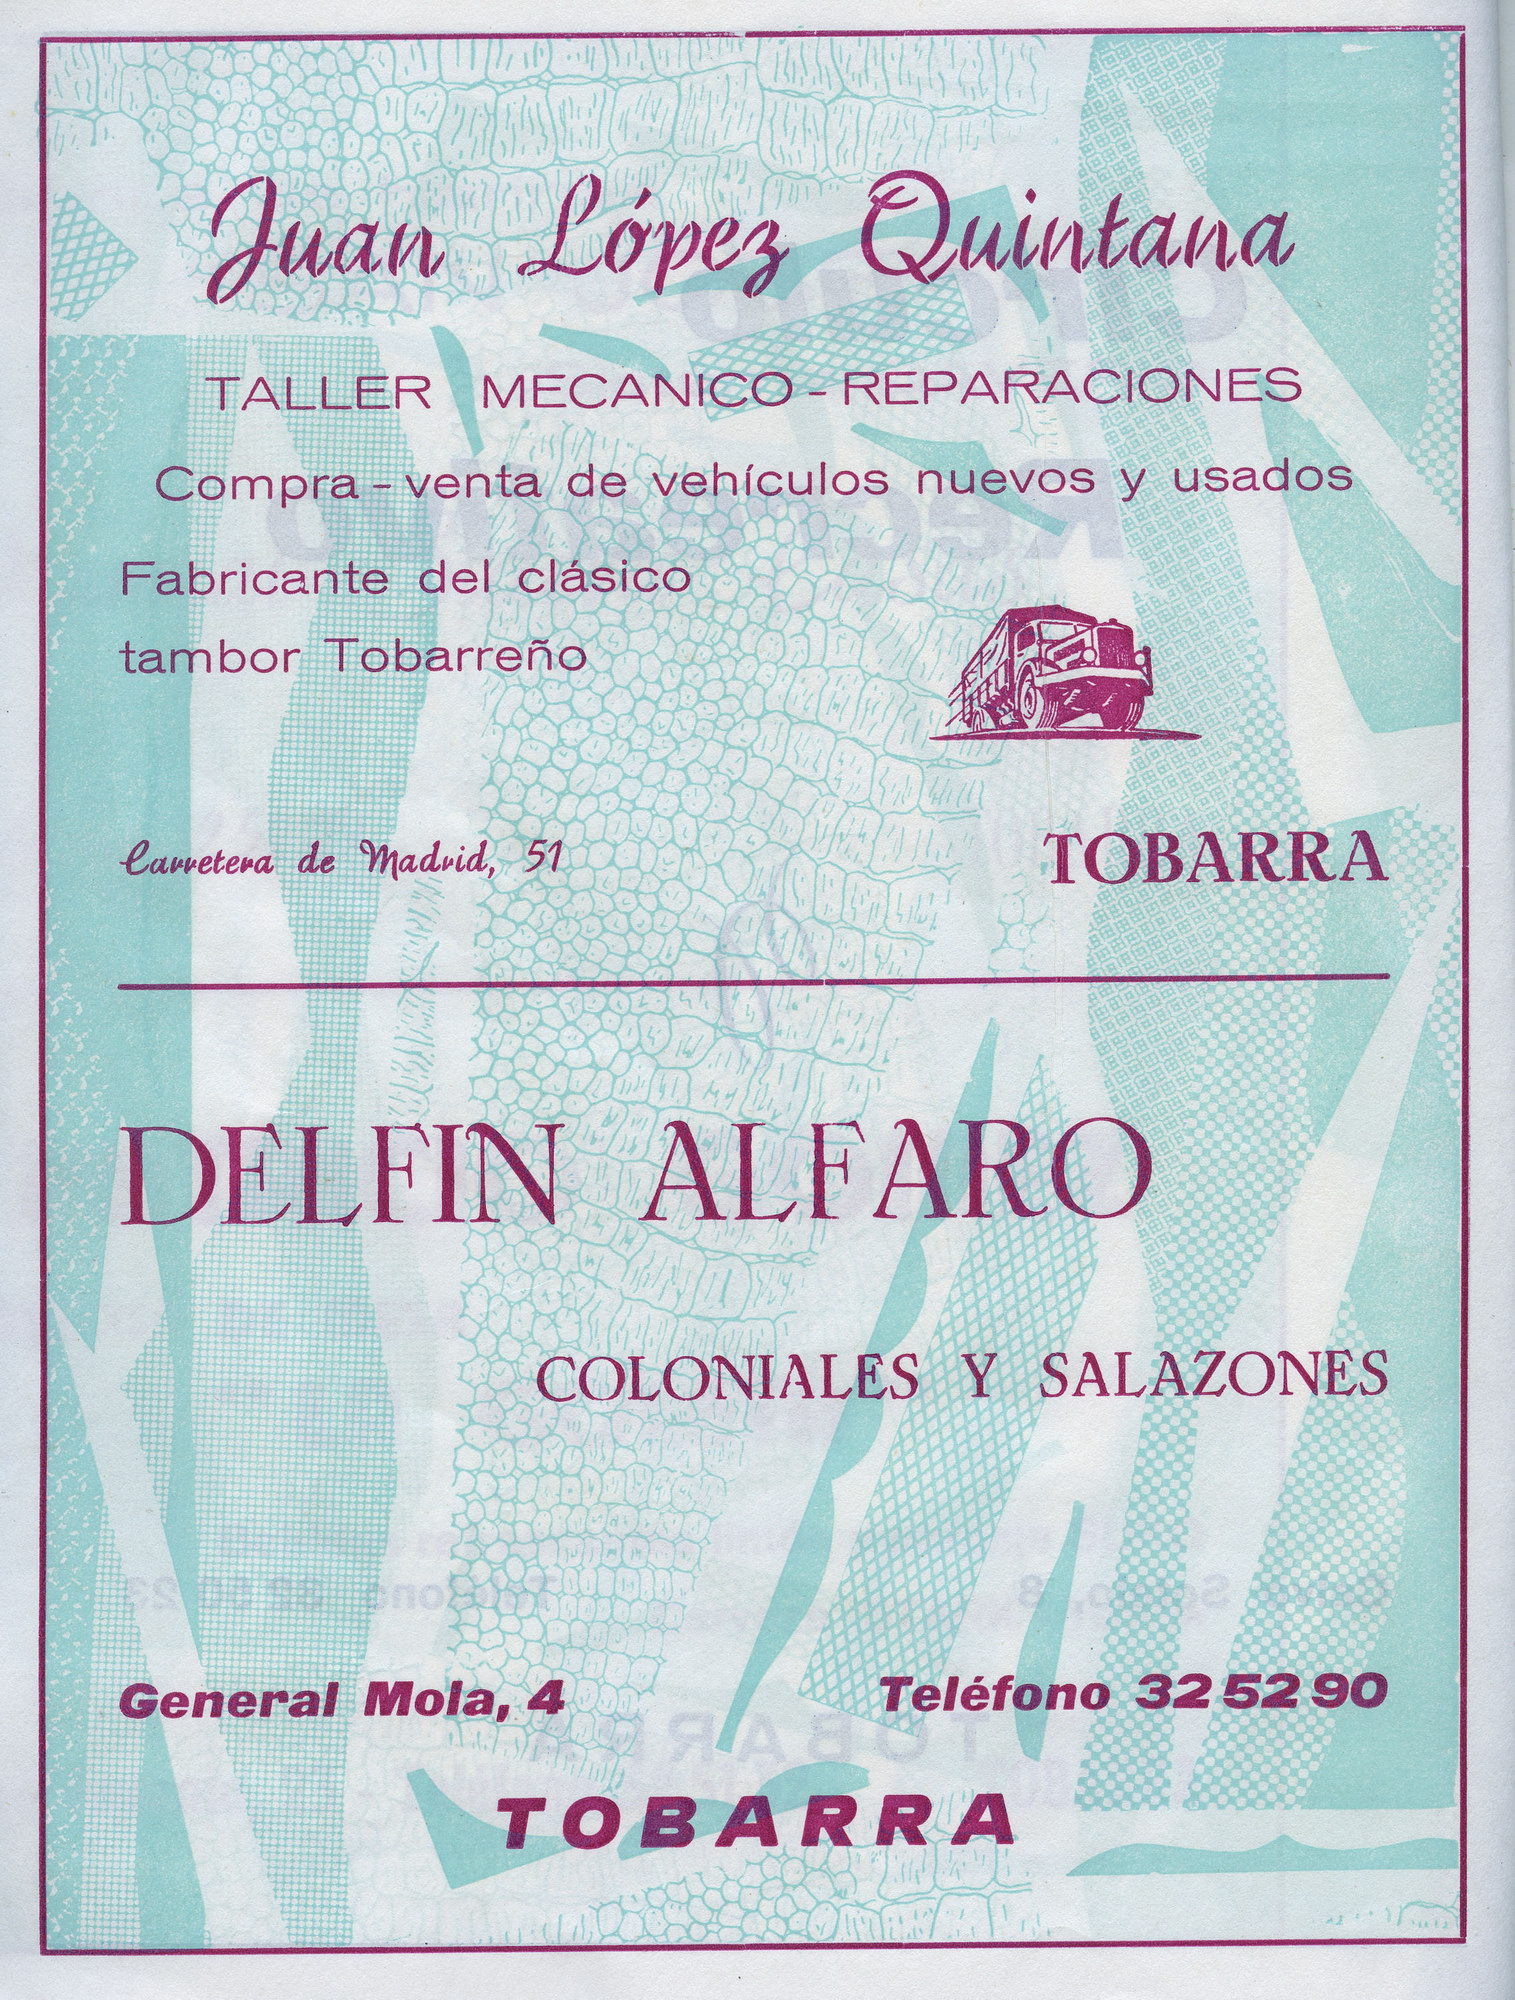 Juan López Quintana
TALLER MECANICO - REPARACIONES
Compra - venta de vehículos nuevos y usados
Fabricante del clásico
tambor Tobarreño
Carretera de Madrid, 51
TOBARRA
DELFIN ALFARO
COLONIALES Y SALAZONES
General Mola, 4
Teléfono 32 52 90
TOBARRA